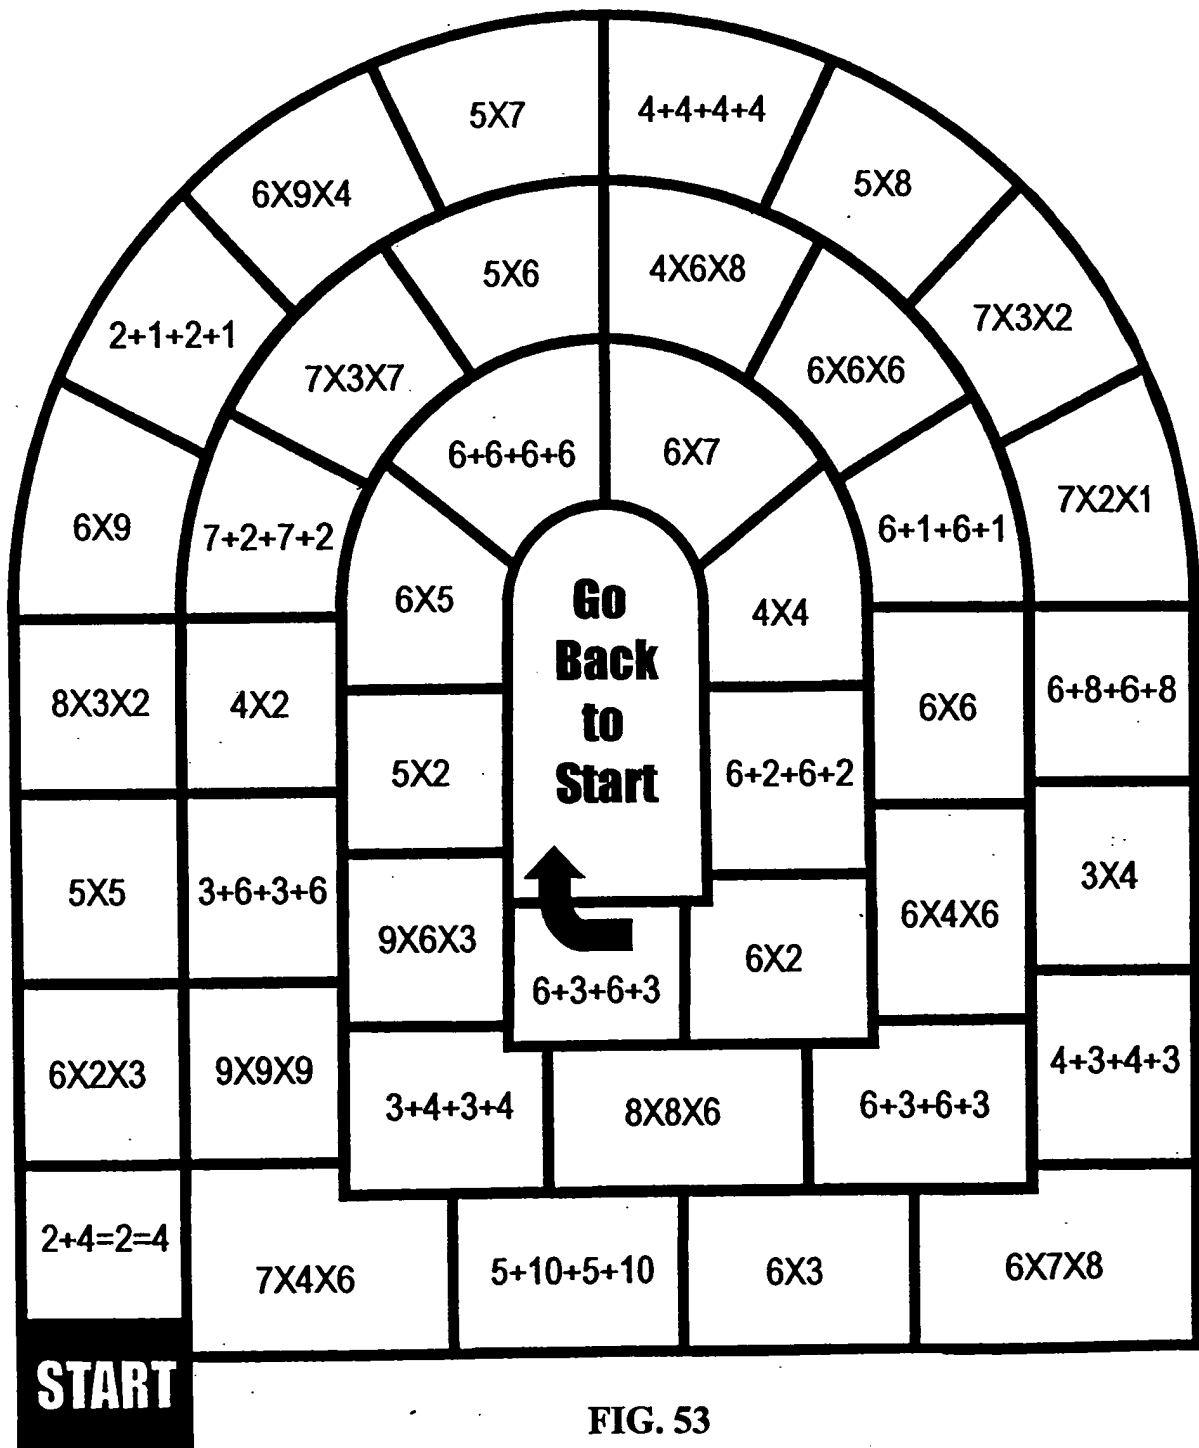 START
2+4=2=4
6X2X3
5X5
8X3X2
6X9
2+1+2+1
6X9X4
5X7
4+4+4+4
5X8
7X3X2
7X2X1
6+8+6+8
3X4
4+3+4+3
6X7X8
6X3
5+10+5+10
7X4X6
9X9X9
3+6+3+6
4X2
7+2+7+2
7X3X7
5X6
4X6X8
6X6X6
6+1+6+1
6X6
6X4X6
6+3+6+3
8X8X6
3+4+3+4
9X6X3
5X2
6X5
6+6+6+6
6X7
4X4
6+2+6+2
6X2
6+3+6+3
Go
Back
to
Start
FIG. 53